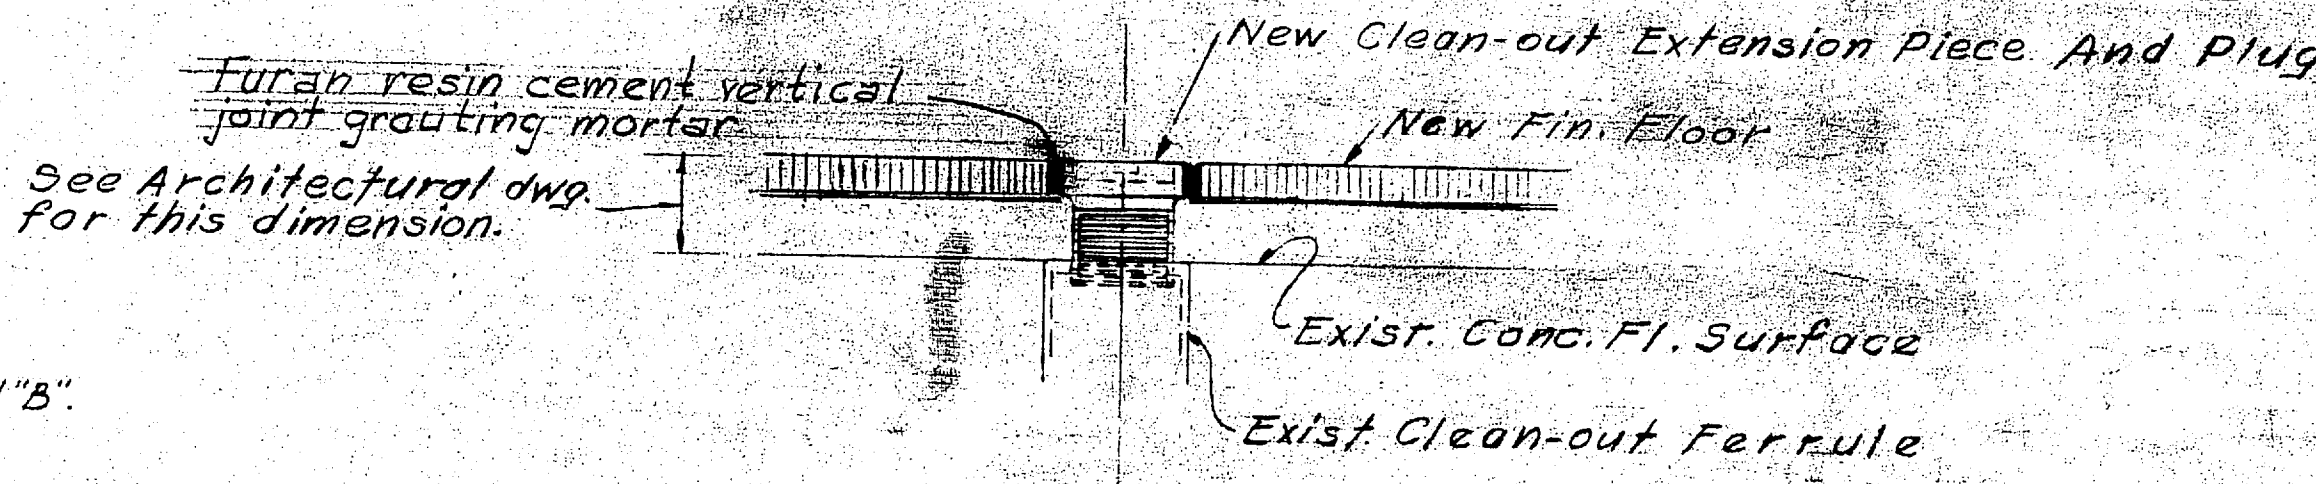 New Clean-out Extension Piece And Plug
Furan resin cement vertical
joint grouting mortar
New Fin. Floor
See Architectural dwg.
for this dimension.
Exist. Conc. Fl. Surface
"B".
Exist. Clean-out Ferrule